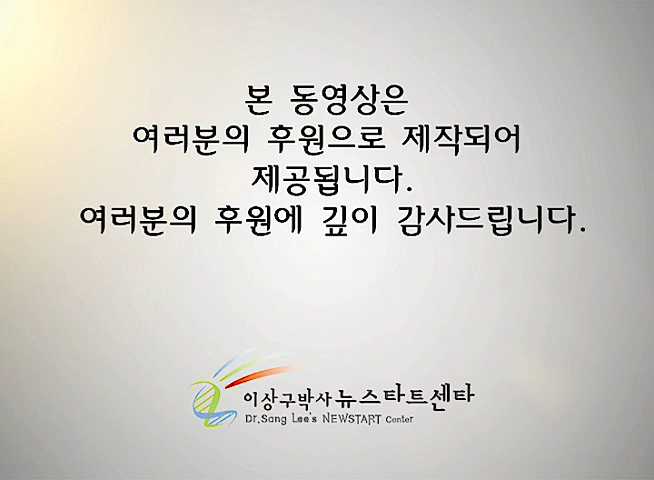 본 동영상은
여러분의 후원으로 제작되어
제공됩니다.
여러분의 후원에 깊이 감사드립니다.
이상구박사 뉴스타트센타
Dr.Sang Lee's NEWSTART Center